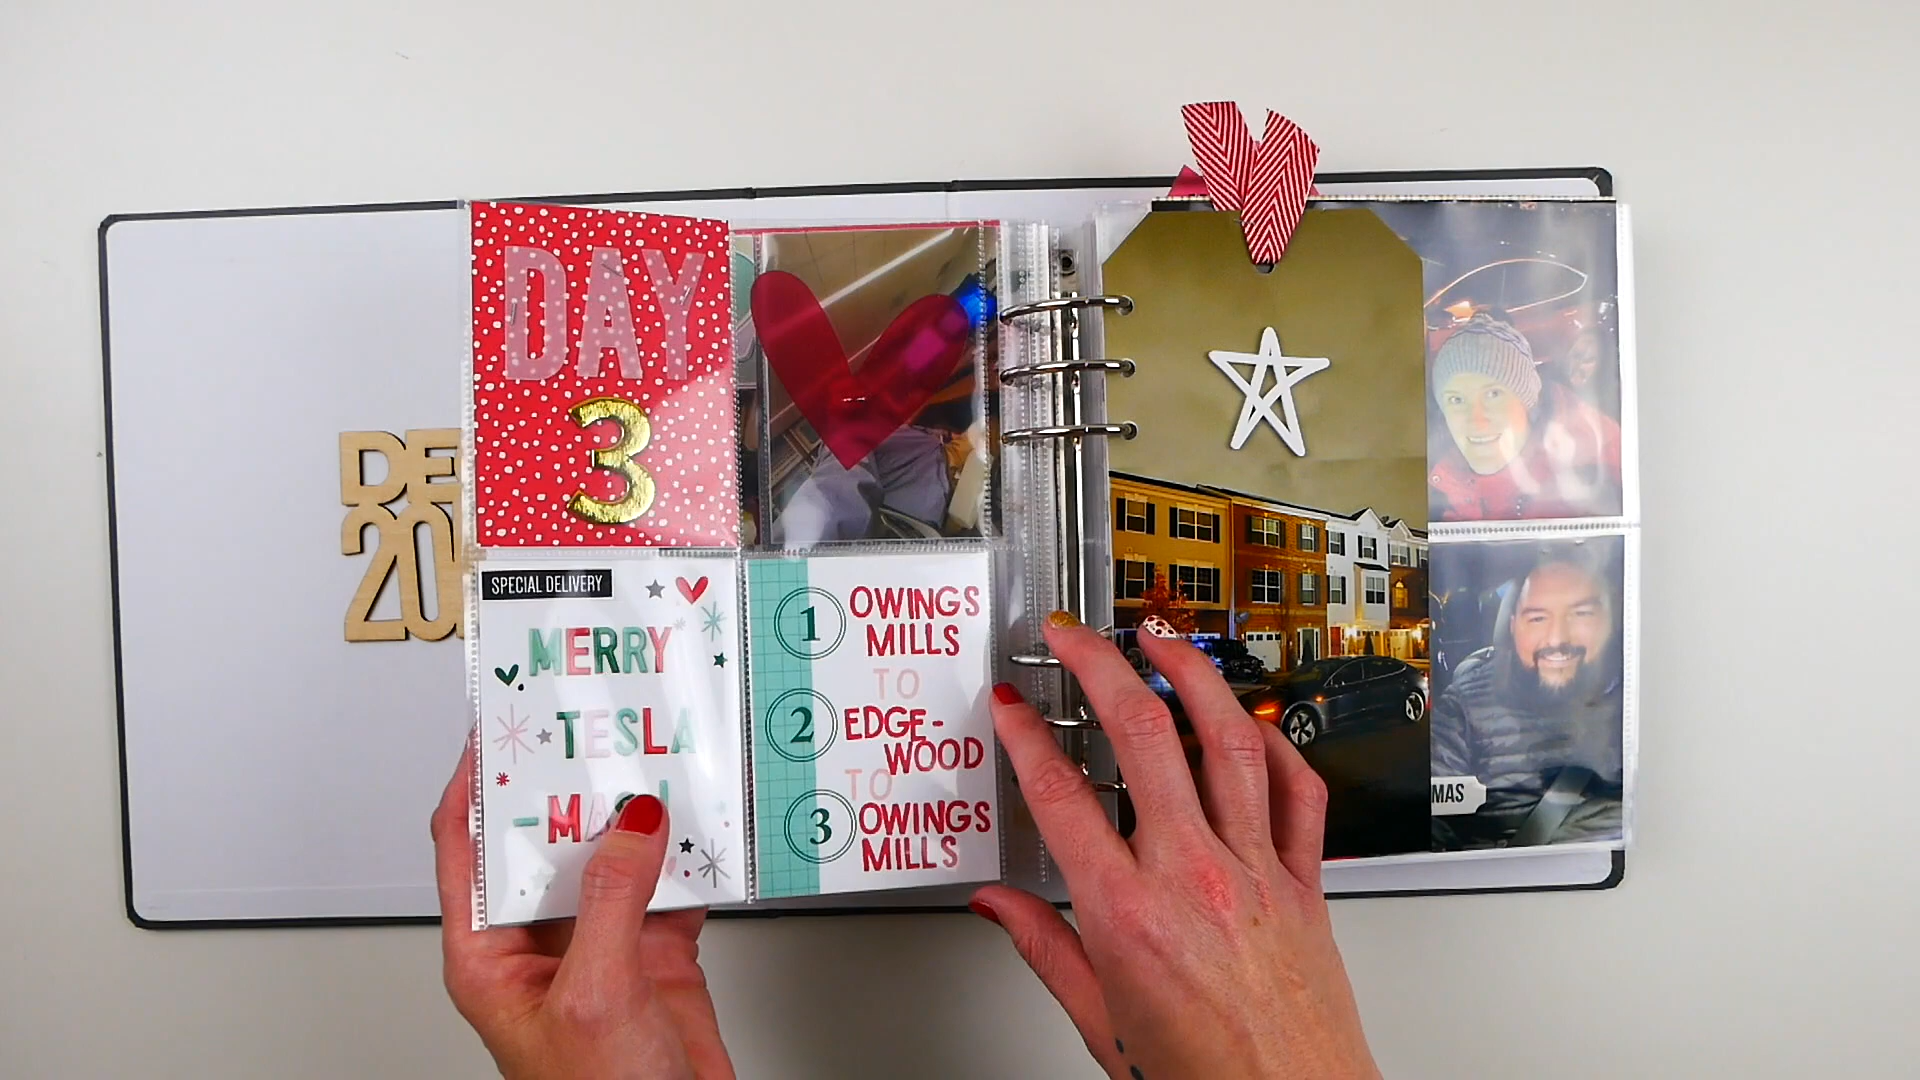 DAY
3
SPECIAL DELIVERY
MERRY
TESLA
1 OWINGS
MILLS
TO
2 EDGE-
WOOD
TO
3 OWINGS
MILLS
MAS